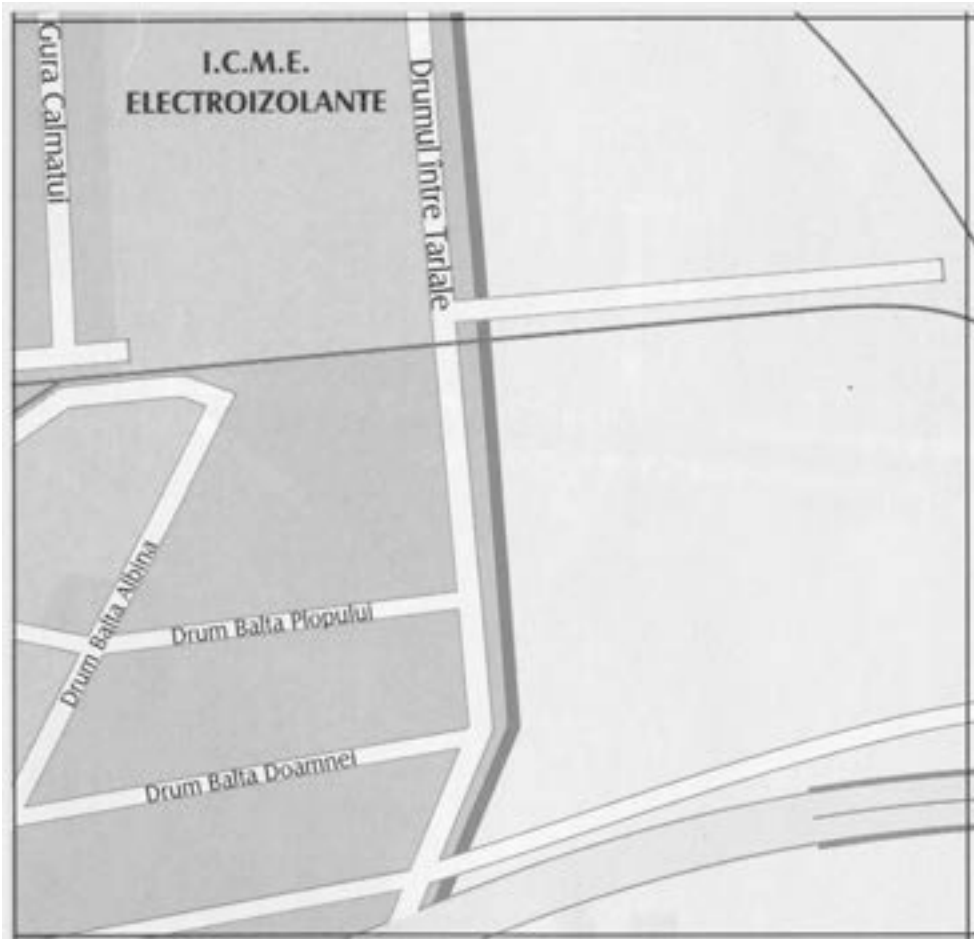 Gura Calmatui
I.C.M.E.
ELECTROIZOLANTE
Drumul între Tarlale
Drum Balta Albina
Drum Balta Plopului
Drum Balta Doamnei